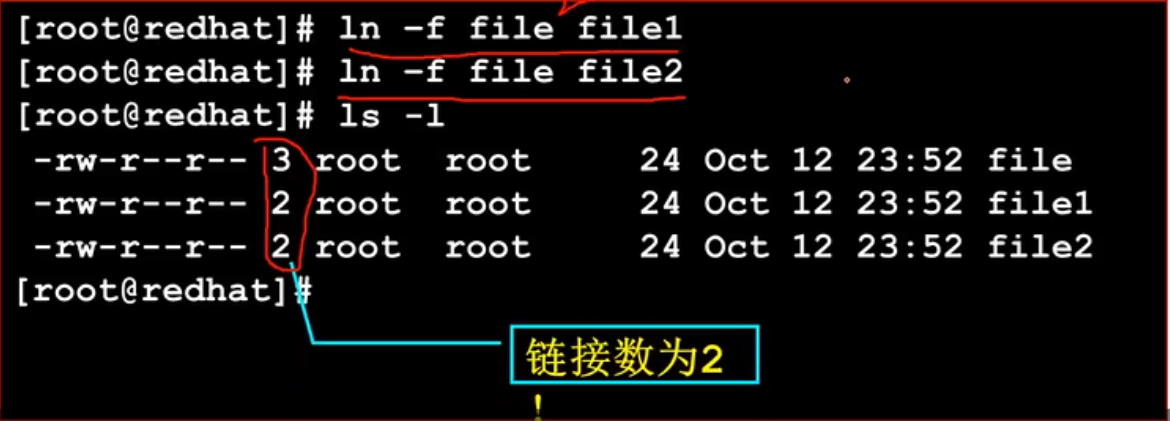 [root@redhat]# ln –f file file1
[root@redhat]# ln –f file file2
[root@redhat]# ls -l
-rw-r--r-- 3 root root 24 Oct 12 23:52 file
-rw-r--r-- 2 root root 24 Oct 12 23:52 file1
-rw-r--r-- 2 root root 24 Oct 12 23:52 file2
[root@redhat]#
链接数为2
!